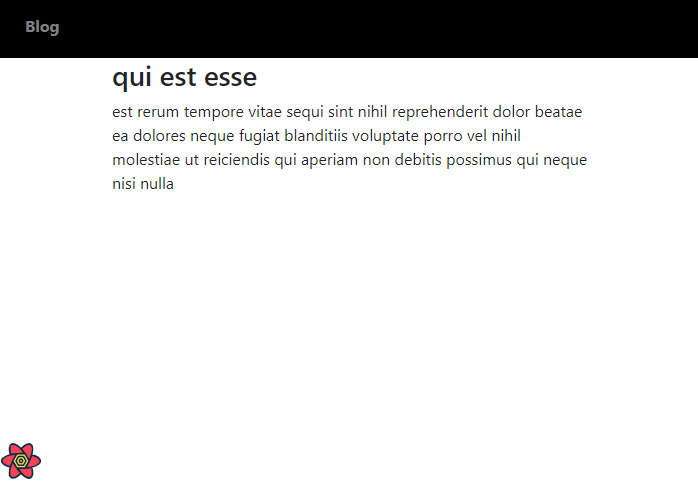 Blog
qui est esse
est rerum tempore vitae sequi sint nihil reprehenderit dolor beatae
ea dolores neque fugiat blanditiis voluptate porro vel nihil
molestiae ut reiciendis qui aperiam non debitis possimus qui neque
nisi nulla